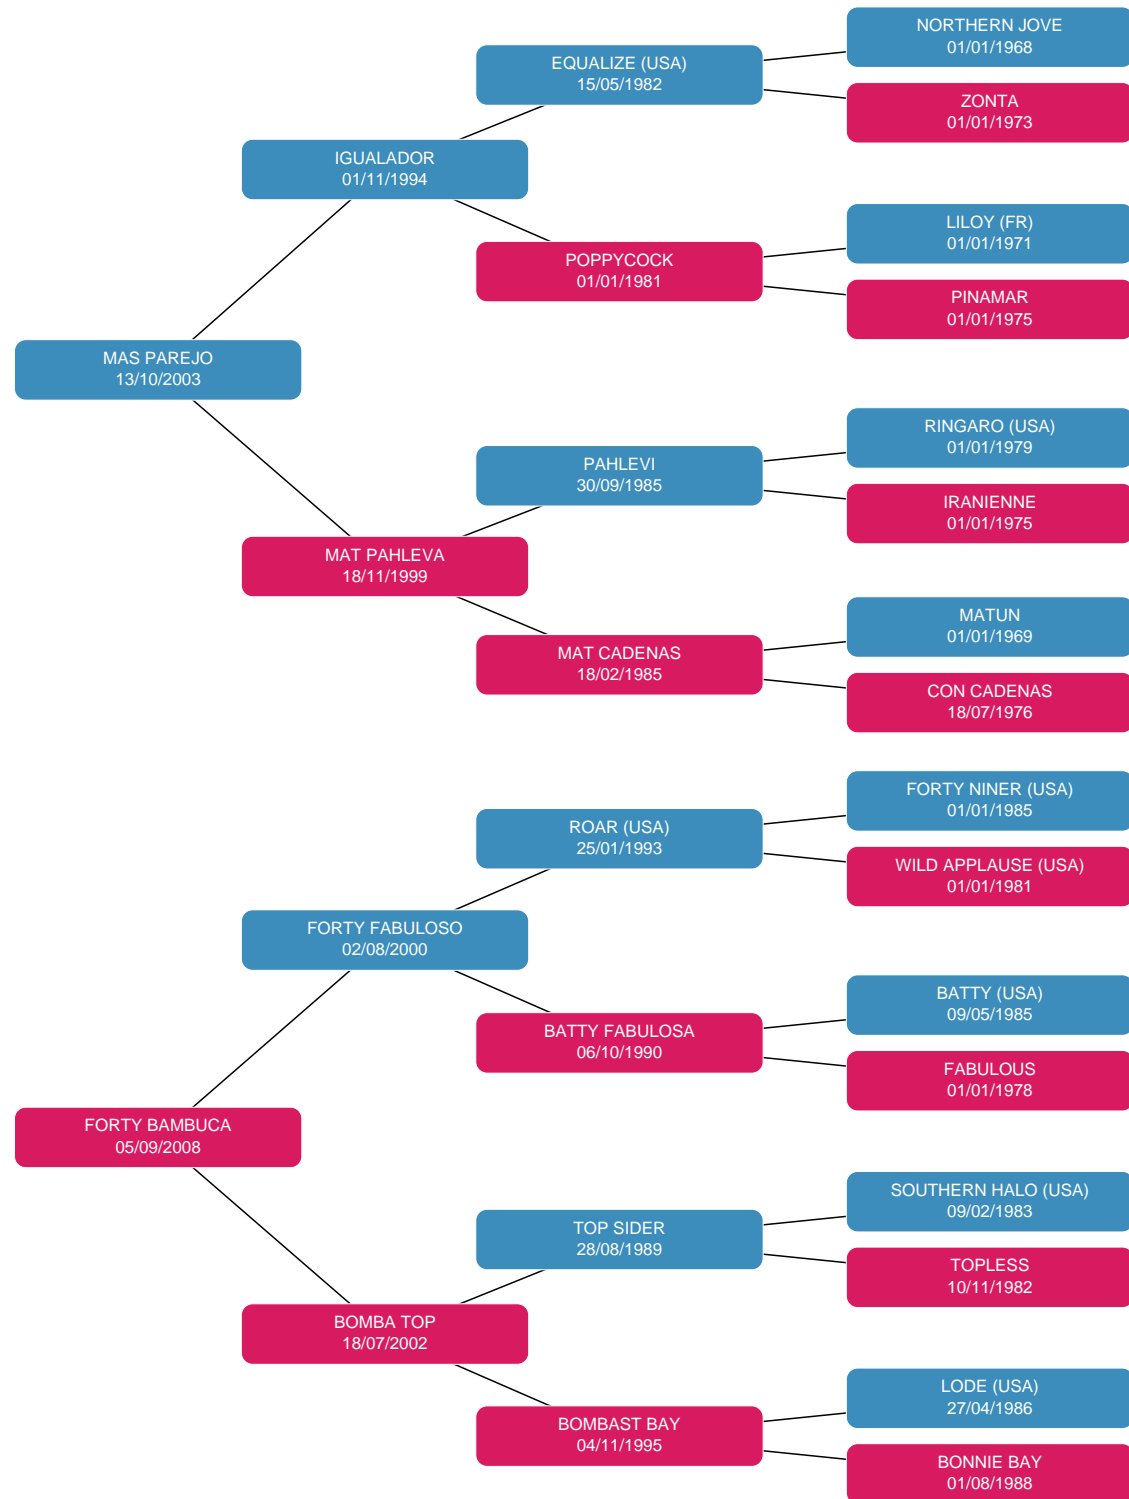 NORTHERN JOVE
01/01/1968
EQUALIZE (USA)
15/05/1982
ZONTA
01/01/1973
IGUALADOR
01/11/1994
LILOY (FR)
01/01/1971
POPPYCOCK
01/01/1981
PINAMAR
01/01/1975
MAS PAREJO
13/10/2003
RINGARO (USA)
01/01/1979
PAHLEVI
30/09/1985
IRANIENNE
01/01/1975
MAT PAHLEVA
18/11/1999
MATUN
01/01/1969
MAT CADENAS
18/02/1985
CON CADENAS
18/07/1976
FORTY NINER (USA)
01/01/1985
ROAR (USA)
25/01/1993
WILD APPLAUSE (USA)
01/01/1981
FORTY FABULOSO
02/08/2000
BATTY (USA)
09/05/1985
BATTY FABULOSA
06/10/1990
FABULOUS
01/01/1978
FORTY BAMBUCA
05/09/2008
SOUTHERN HALO (USA)
09/02/1983
TOP SIDER
28/08/1989
TOPLESS
10/11/1982
BOMBA TOP
18/07/2002
LODE (USA)
27/04/1986
BOMBAST BAY
04/11/1995
BONNIE BAY
01/08/1988